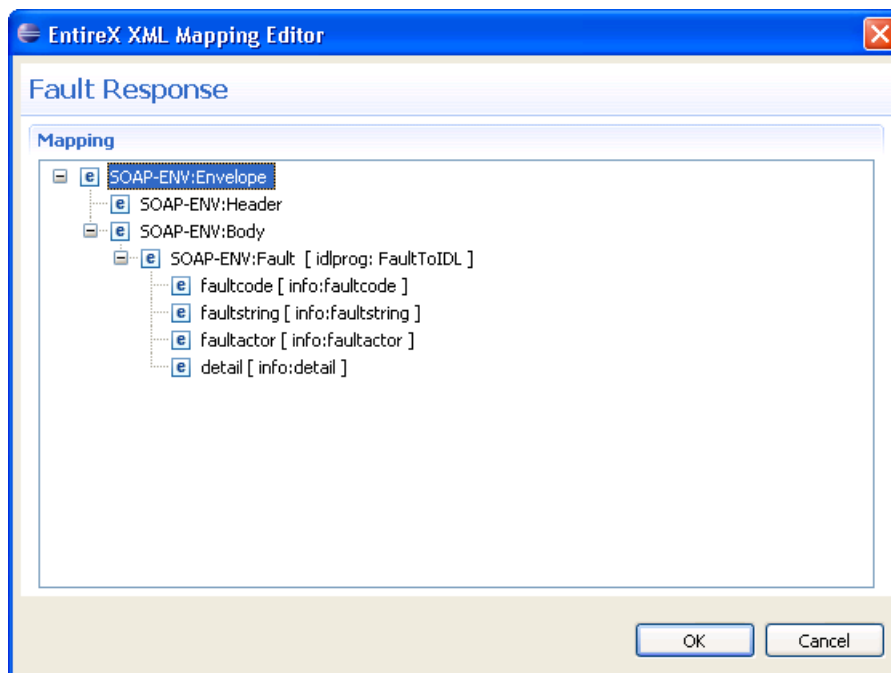 EntireX XML Mapping Editor
Fault Response
Mapping
e SOAP-ENV:Envelope
e SOAP-ENV:Header
e SOAP-ENV:Body
e SOAP-ENV:Fault [ idlprog: FaultToIDL ]
e faultcode [ info:faultcode ]
e faultstring [ info:faultstring ]
e faultactor [ info:faultactor ]
e detail [ info:detail ]
OK Cancel